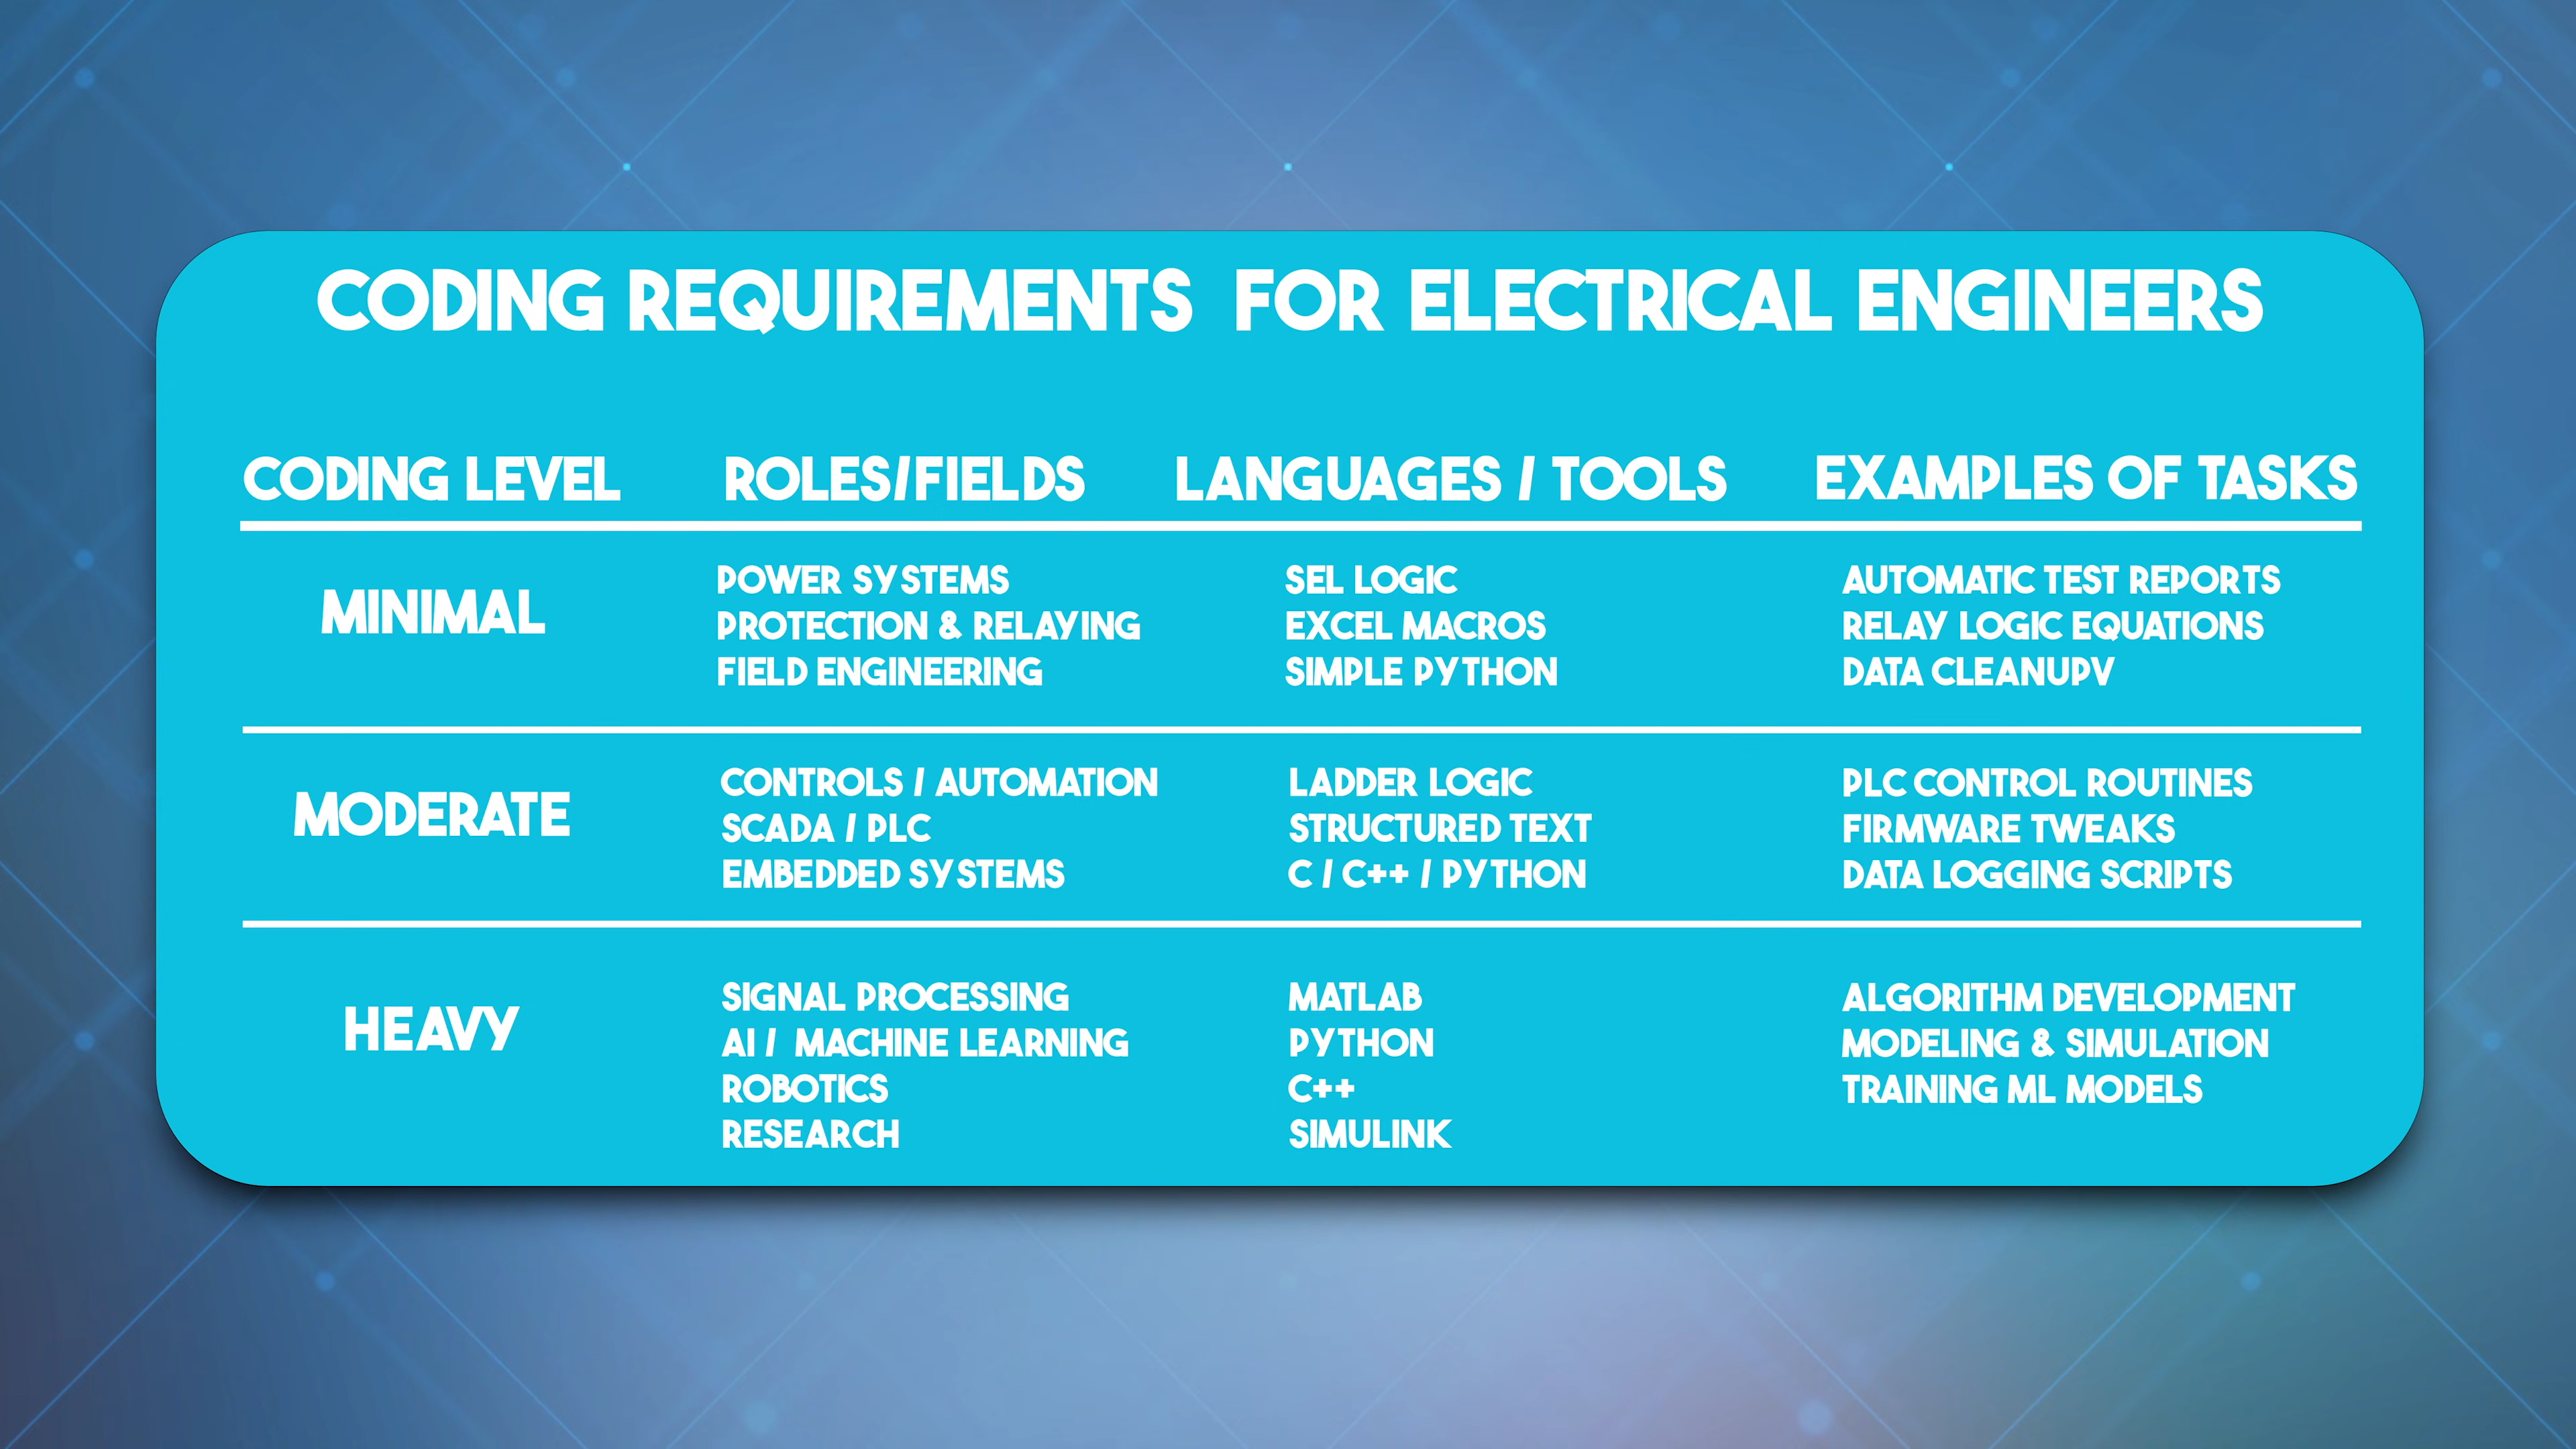 CODING REQUIREMENTS FOR ELECTRICAL ENGINEERS
CODING LEVEL ROLES/FIELDS LANGUAGES / TOOLS EXAMPLES OF TASKS
MINIMAL
POWER SYSTEMS
PROTECTION & RELAYING
FIELD ENGINEERING
SEL LOGIC
EXCEL MACROS
SIMPLE PYTHON
AUTOMATIC TEST REPORTS
RELAY LOGIC EQUATIONS
DATA CLEANUPV
MODERATE
CONTROLS / AUTOMATION
SCADA / PLC
EMBEDDED SYSTEMS
LADDER LOGIC
STRUCTURED TEXT
C / C++ / PYTHON
PLC CONTROL ROUTINES
FIRMWARE TWEAKS
DATA LOGGING SCRIPTS
HEAVY
SIGNAL PROCESSING
AI / MACHINE LEARNING
ROBOTICS
RESEARCH
MATLAB
PYTHON
C++
SIMULINK
ALGORITHM DEVELOPMENT
MODELING & SIMULATION
TRAINING ML MODELS